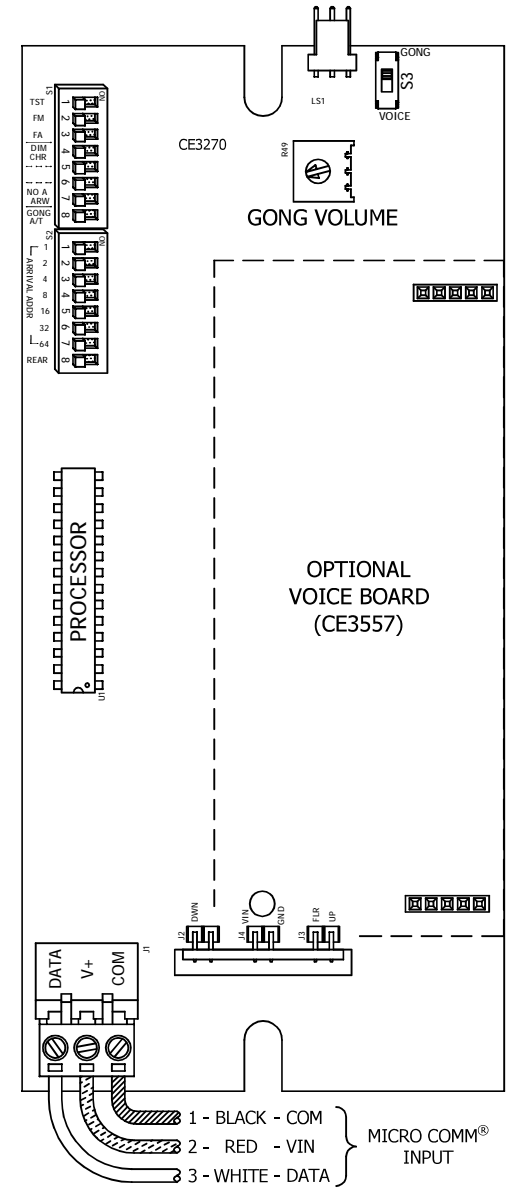 GONG
S3
VOICE
LS1
S1
ON
TST
FM
FA
DIM
CHR
- - -
- - -
NO A
ARW
GONG
A/T
1
2
3
4
5
6
7
8
CE3270
R49
GONG VOLUME
S2
ON
ARRIVAL ADDR
1
2
4
8
16
32
64
REAR
1
2
3
4
5
6
7
8
PROCESSOR
U1
OPTIONAL
VOICE BOARD
(CE3557)
J2
DWN
J4
VIN
GND
J3
FLR
UP
J1
DATA
V+
COM
1 - BLACK - COM
2 - RED - VIN
3 - WHITE - DATA
MICRO COMM®
INPUT